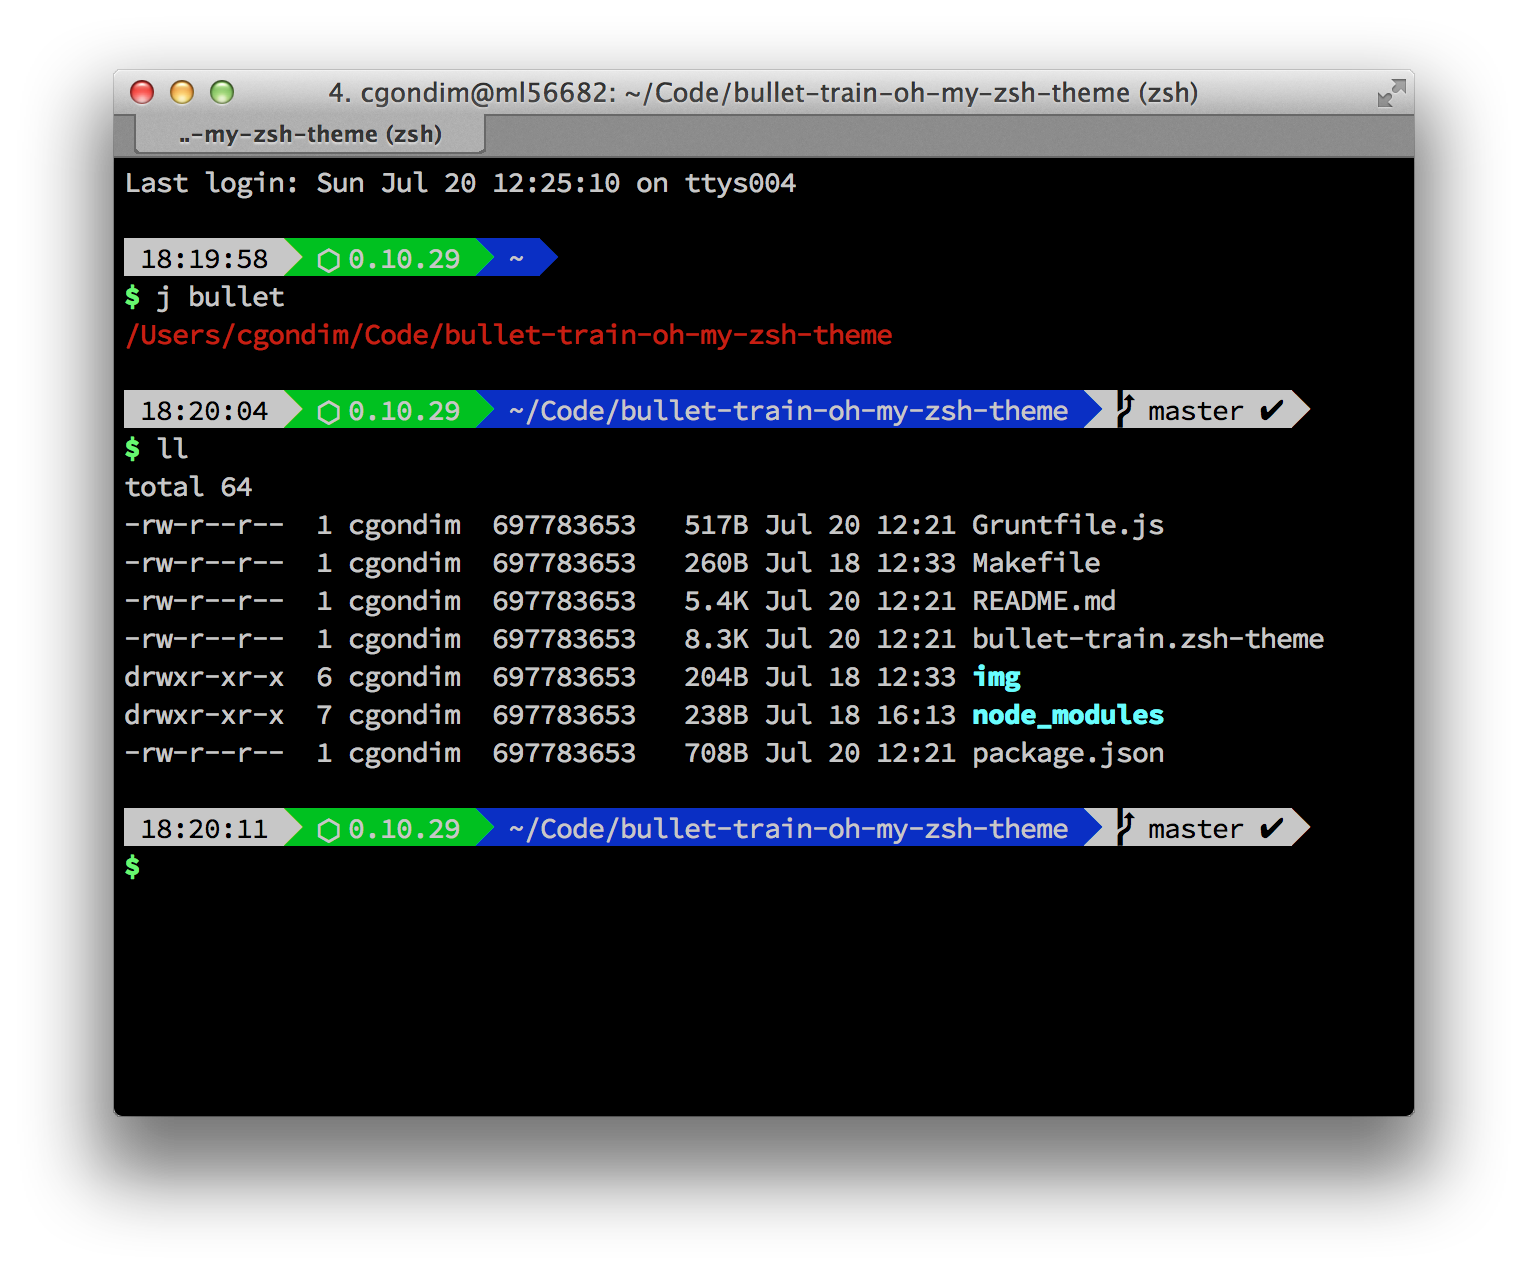 4. cgondim@ml56682: ~/Code/bullet-train-oh-my-zsh-theme (zsh)
..-my-zsh-theme (zsh)
Last login: Sun Jul 20 12:25:10 on ttys004
18:19:58 ⬡ 0.10.29 ~
$ j bullet
/Users/cgondim/Code/bullet-train-oh-my-zsh-theme
18:20:04 ⬡ 0.10.29 ~/Code/bullet-train-oh-my-zsh-theme master ✔
$ ll
total 64
-rw-r--r--  1 cgondim  697783653   517B Jul 20 12:21 Gruntfile.js
-rw-r--r--  1 cgondim  697783653   260B Jul 18 12:33 Makefile
-rw-r--r--  1 cgondim  697783653   5.4K Jul 20 12:21 README.md
-rw-r--r--  1 cgondim  697783653   8.3K Jul 20 12:21 bullet-train.zsh-theme
drwxr-xr-x  6 cgondim  697783653   204B Jul 18 12:33 img
drwxr-xr-x  7 cgondim  697783653   238B Jul 18 16:13 node_modules
-rw-r--r--  1 cgondim  697783653   708B Jul 20 12:21 package.json
18:20:11 ⬡ 0.10.29 ~/Code/bullet-train-oh-my-zsh-theme master ✔
$